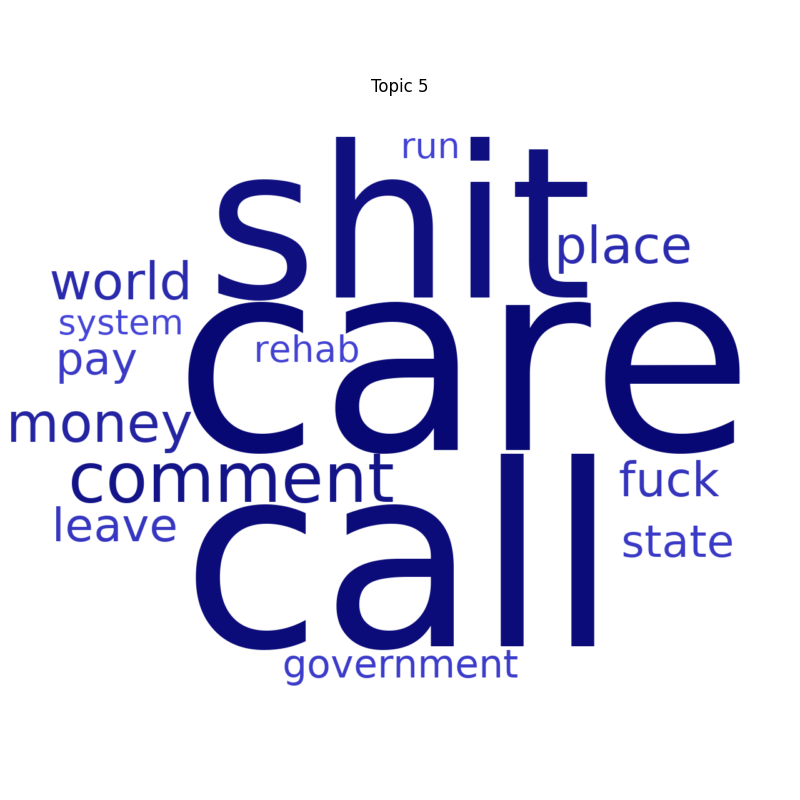 Topic 5
run
shit
place
world
system
care
rehab
pay
money
comment
fuck
leave
state
call
government